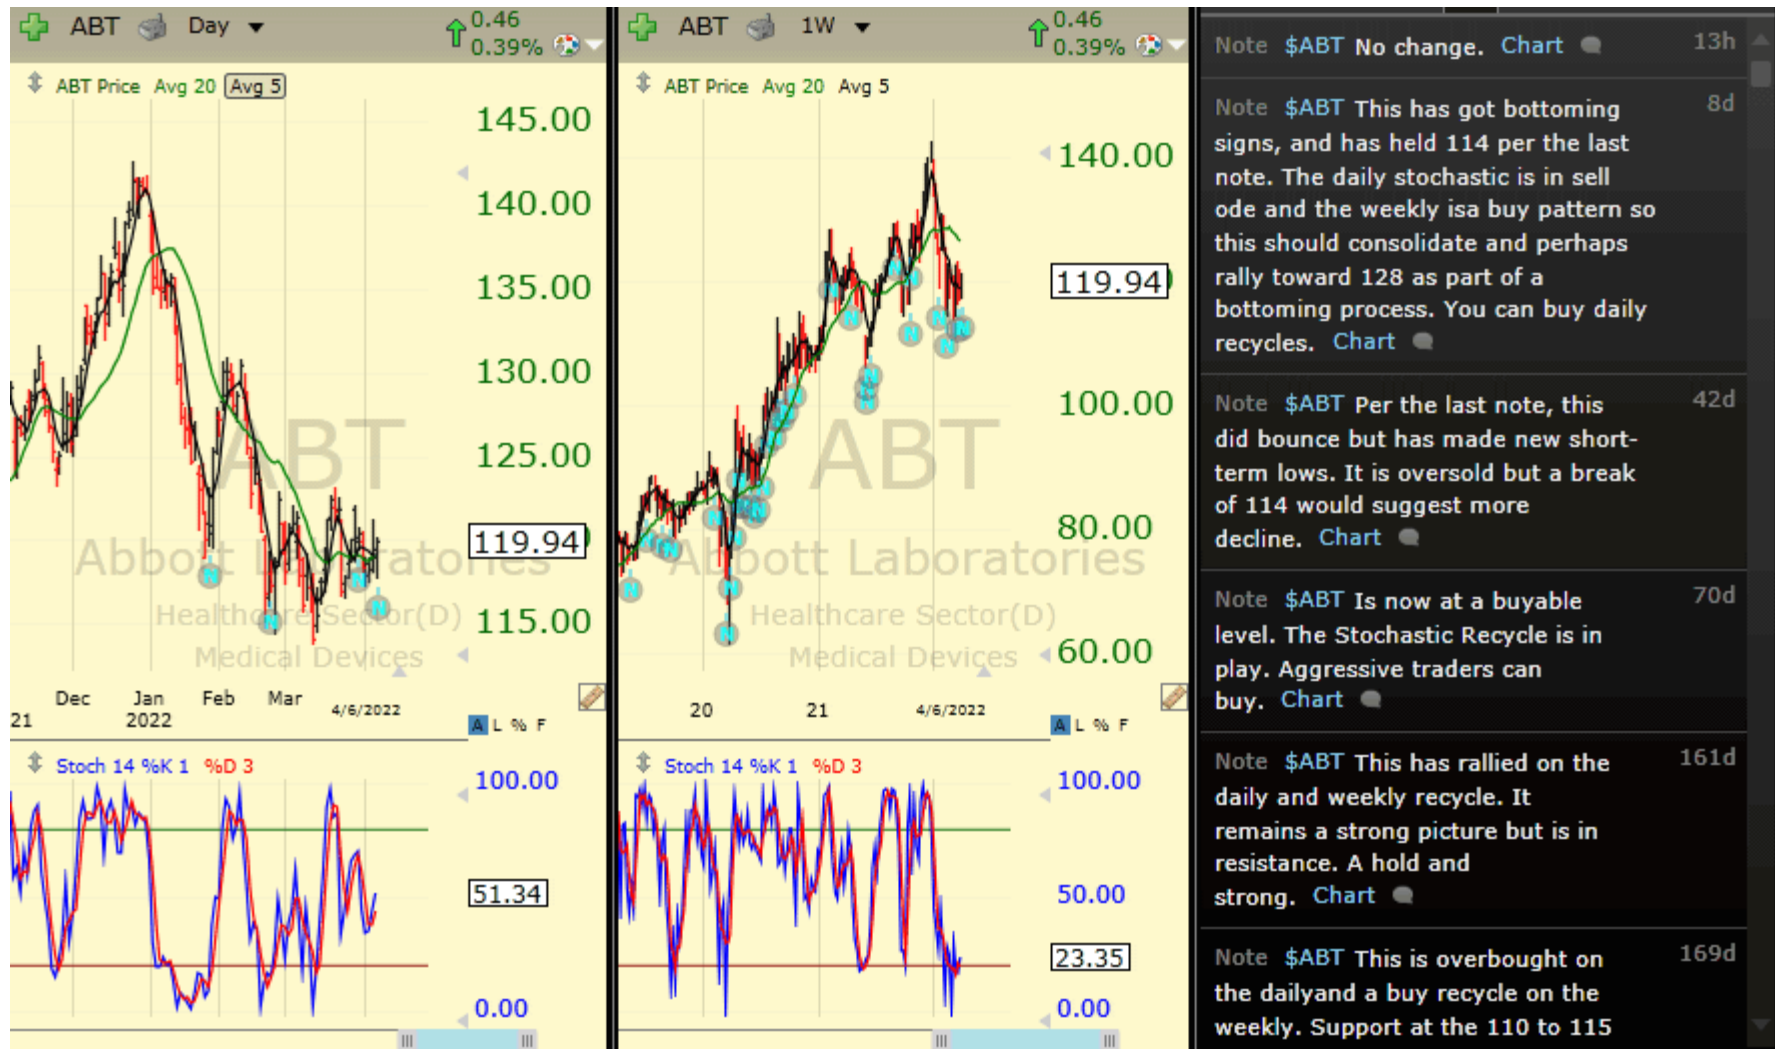 ABT Day 0.46
0.39%
ABT Price Avg 20 Avg 5
145.00
140.00
135.00
130.00
125.00
119.94
115.00
ABT
Abbott Laboratories
Healthcare Sector(D)
Medical Devices
N
N
N
N
Dec Jan Feb Mar 4/6/2022
21 2022
A L % F
Stoch 14 %K 1 %D 3
100.00
51.34
0.00
ABT 1W 0.46
0.39%
ABT Price Avg 20 Avg 5
140.00
119.94
100.00
80.00
60.00
ABT
Abbott Laboratories
Healthcare Sector(D)
Medical Devices
20 21 4/6/2022
A L % F
Stoch 14 %K 1 %D 3
100.00
50.00
23.35
0.00
Note $ABT No change. Chart 13h
Note $ABT This has got bottoming 8d
signs, and has held 114 per the last
note. The daily stochastic is in sell
ode and the weekly isa buy pattern so
this should consolidate and perhaps
rally toward 128 as part of a
bottoming process. You can buy daily
recycles. Chart
Note $ABT Per the last note, this 42d
did bounce but has made new short-
term lows. It is oversold but a break
of 114 would suggest more
decline. Chart
Note $ABT Is now at a buyable 70d
level. The Stochastic Recycle is in
play. Aggressive traders can
buy. Chart
Note $ABT This has rallied on the 161d
daily and weekly recycle. It
remains a strong picture but is in
resistance. A hold and
strong. Chart
Note $ABT This is overbought on 169d
the dailyand a buy recycle on the
weekly. Support at the 110 to 115